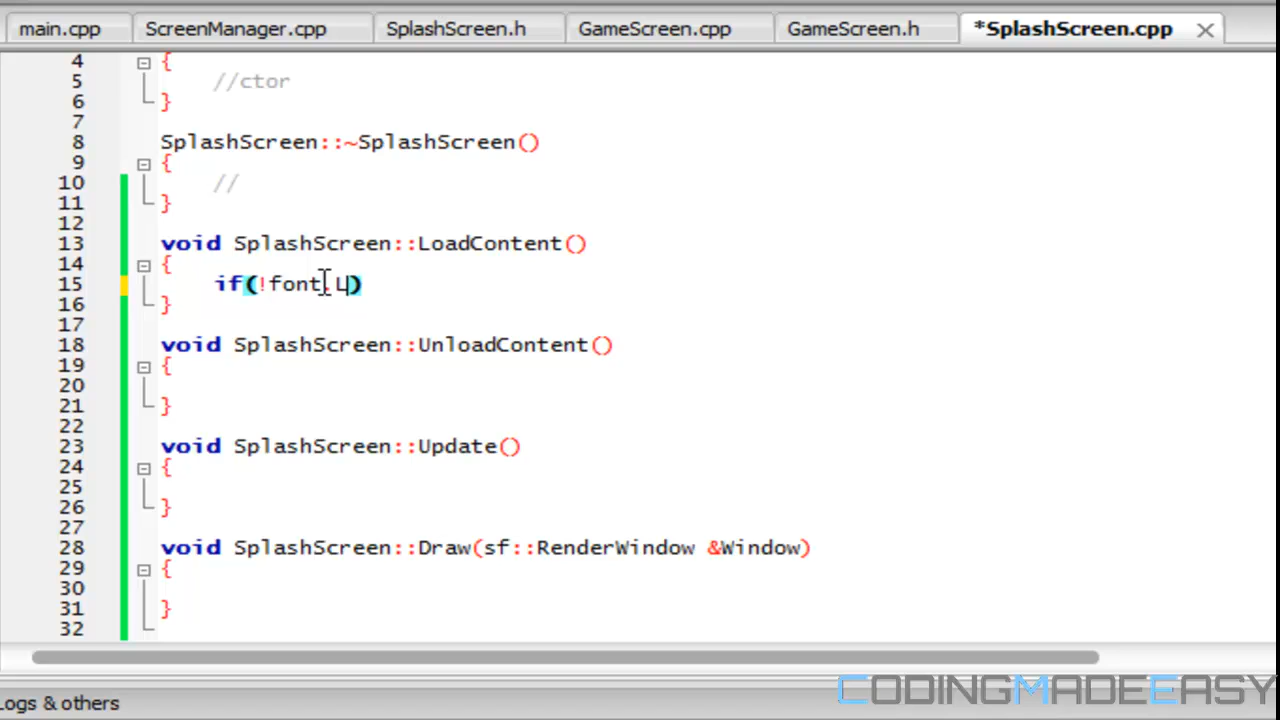 main.cpp ScreenManager.cpp SplashScreen.h GameScreen.cpp GameScreen.h *SplashScreen.cpp
4 {
5 //ctor
6 }
7
8 SplashScreen::~SplashScreen()
9 {
10 //
11 }
12
13 void SplashScreen::LoadContent()
14 {
15 if(!font.L)
16 }
17
18 void SplashScreen::UnloadContent()
19 {
20
21 }
22
23 void SplashScreen::Update()
24 {
25
26 }
27
28 void SplashScreen::Draw(sf::RenderWindow &Window)
29 {
30
31 }
32
Logs & others
CODINGMADEEASY